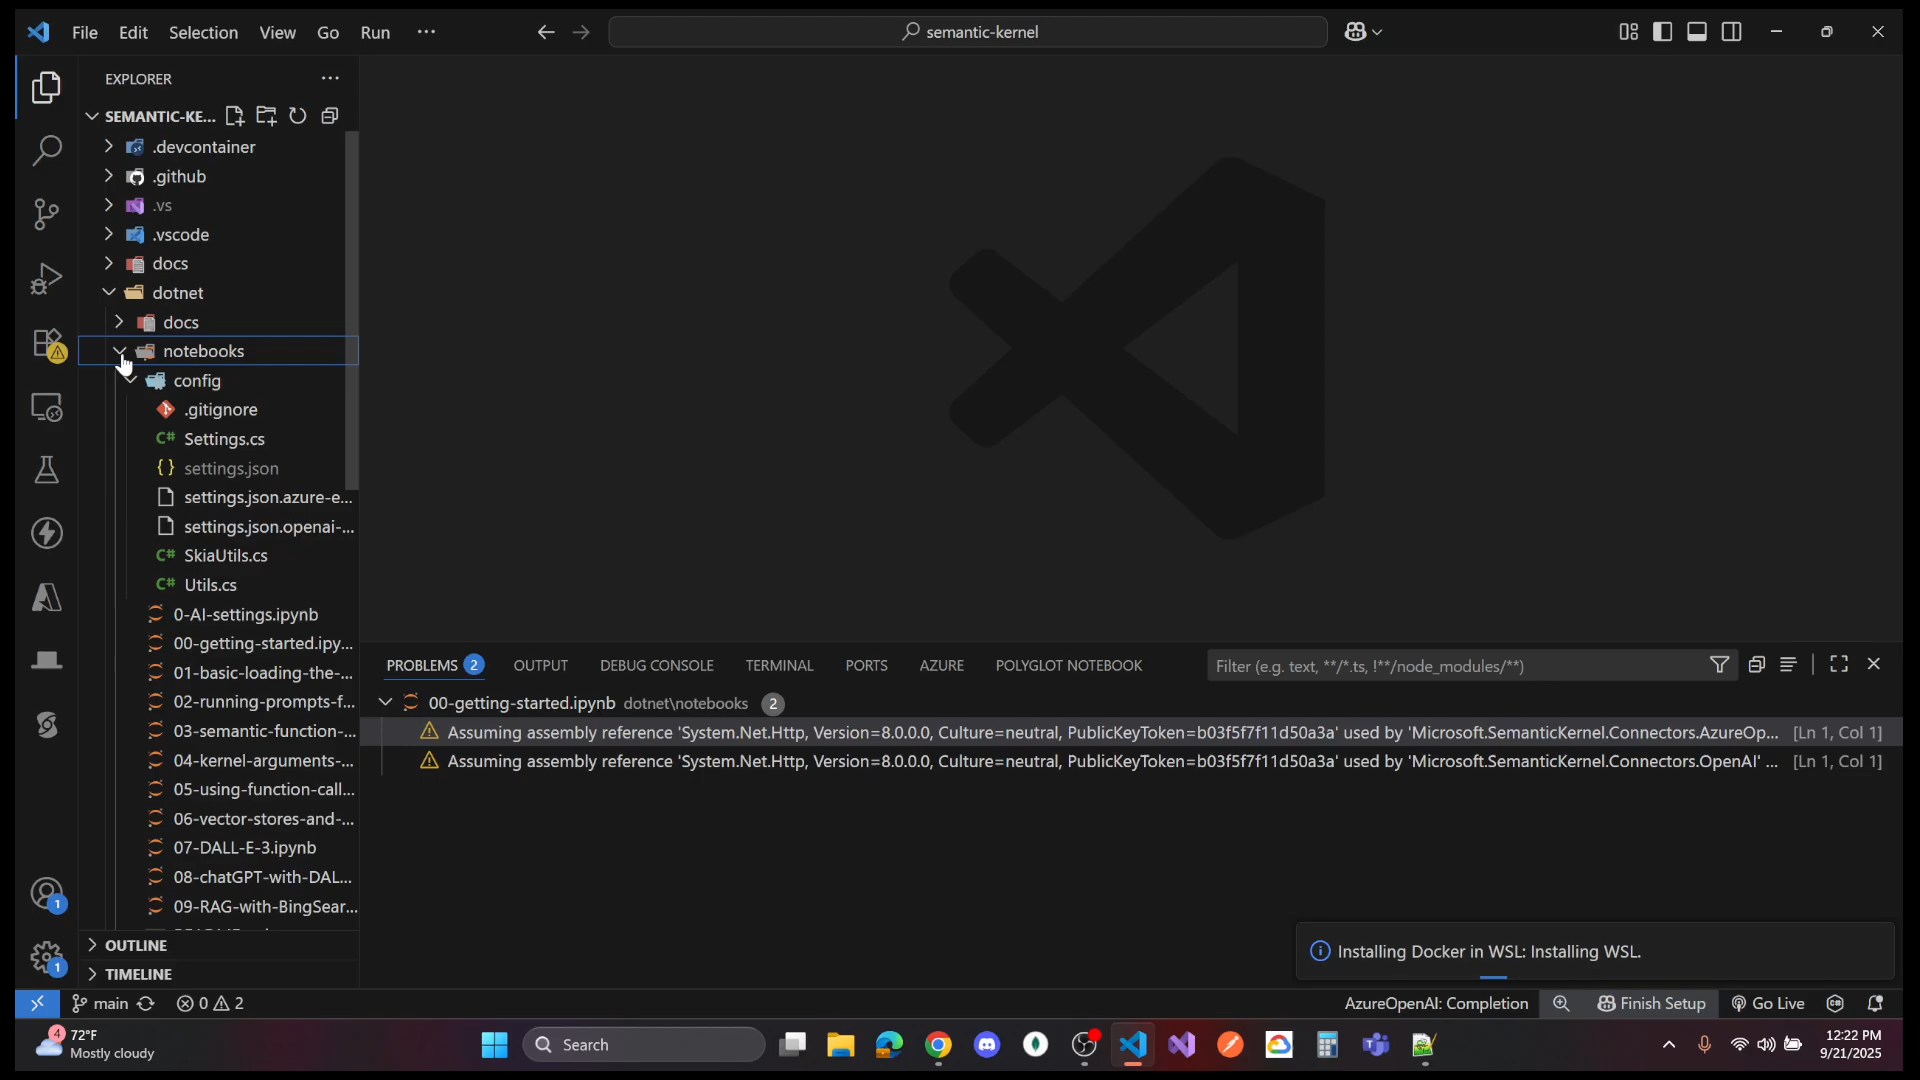 File Edit Selection View Go Run ···
semantic-kernel
EXPLORER
SEMANTIC-KE...
.devcontainer
.github
.vs
.vscode
docs
dotnet
docs
notebooks
config
.gitignore
Settings.cs
settings.json
settings.json.azure-e...
settings.json.openai-...
SkiaUtils.cs
Utils.cs
0-AI-settings.ipynb
00-getting-started.ipy...
01-basic-loading-the-...
02-running-prompts-f...
03-semantic-function-...
04-kernel-arguments-...
05-using-function-call...
06-vector-stores-and-...
07-DALL-E-3.ipynb
08-chatGPT-with-DAL...
09-RAG-with-BingSear...
OUTLINE
TIMELINE
PROBLEMS 2 OUTPUT DEBUG CONSOLE TERMINAL PORTS AZURE POLYGLOT NOTEBOOK Filter (e.g. text, **/*.ts, !**/node_modules/**)
00-getting-started.ipynb dotnet\notebooks 2
Assuming assembly reference 'System.Net.Http, Version=8.0.0.0, Culture=neutral, PublicKeyToken=b03f5f7f11d50a3a' used by 'Microsoft.SemanticKernel.Connectors.AzureOp... [Ln 1, Col 1]
Assuming assembly reference 'System.Net.Http, Version=8.0.0.0, Culture=neutral, PublicKeyToken=b03f5f7f11d50a3a' used by 'Microsoft.SemanticKernel.Connectors.OpenAI' ... [Ln 1, Col 1]
Installing Docker in WSL: Installing WSL.
1
1
main 0 2 AzureOpenAI: Completion Finish Setup Go Live
4
72°F
Mostly cloudy
Search
12:22 PM
9/21/2025